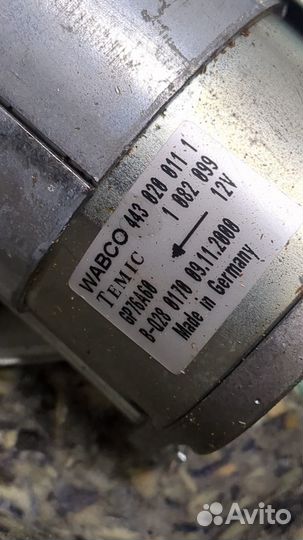 WABCO 443 020 011 1
TEMIC 1 082 099
GP76A60 12V
B-028 0170 09.11.2000
Made in Germany
Avito